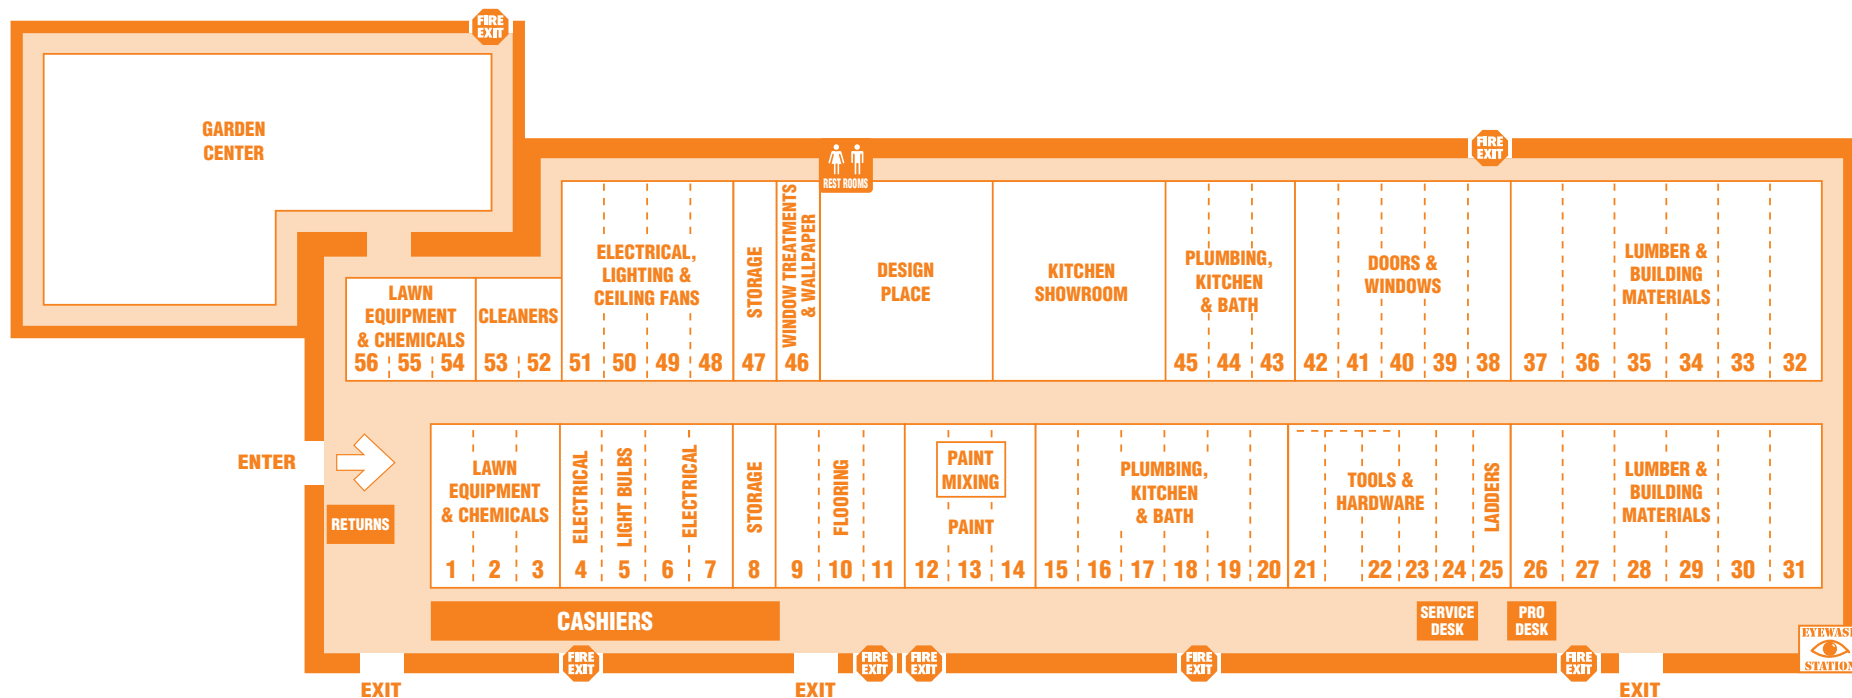 FIRE
EXIT
GARDEN
CENTER
FIRE
EXIT
REST ROOMS
LAWN
EQUIPMENT
& CHEMICALS
56 55 54
CLEANERS
53 52
ELECTRICAL,
LIGHTING &
CEILING FANS
51 50 49 48
STORAGE
47
WINDOW TREATMENTS
& WALLPAPER
46
DESIGN
PLACE
KITCHEN
SHOWROOM
PLUMBING,
KITCHEN
& BATH
45 44 43
DOORS &
WINDOWS
42 41 40 39 38
LUMBER &
BUILDING
MATERIALS
37 36 35 34 33 32
ENTER
RETURNS
LAWN
EQUIPMENT
& CHEMICALS
1 2 3
ELECTRICAL
4
LIGHT BULBS
5
ELECTRICAL
6 7
STORAGE
8
FLOORING
9 10 11
PAINT
MIXING
PAINT
12 13 14
PLUMBING,
KITCHEN
& BATH
15 16 17 18 19 20
TOOLS &
HARDWARE
21 22 23 24
LADDERS
25
LUMBER &
BUILDING
MATERIALS
26 27 28 29 30 31
CASHIERS
SERVICE
DESK
PRO
DESK
EYEWASH
STATION
FIRE
EXIT
FIRE
EXIT
FIRE
EXIT
FIRE
EXIT
FIRE
EXIT
EXIT
EXIT
EXIT